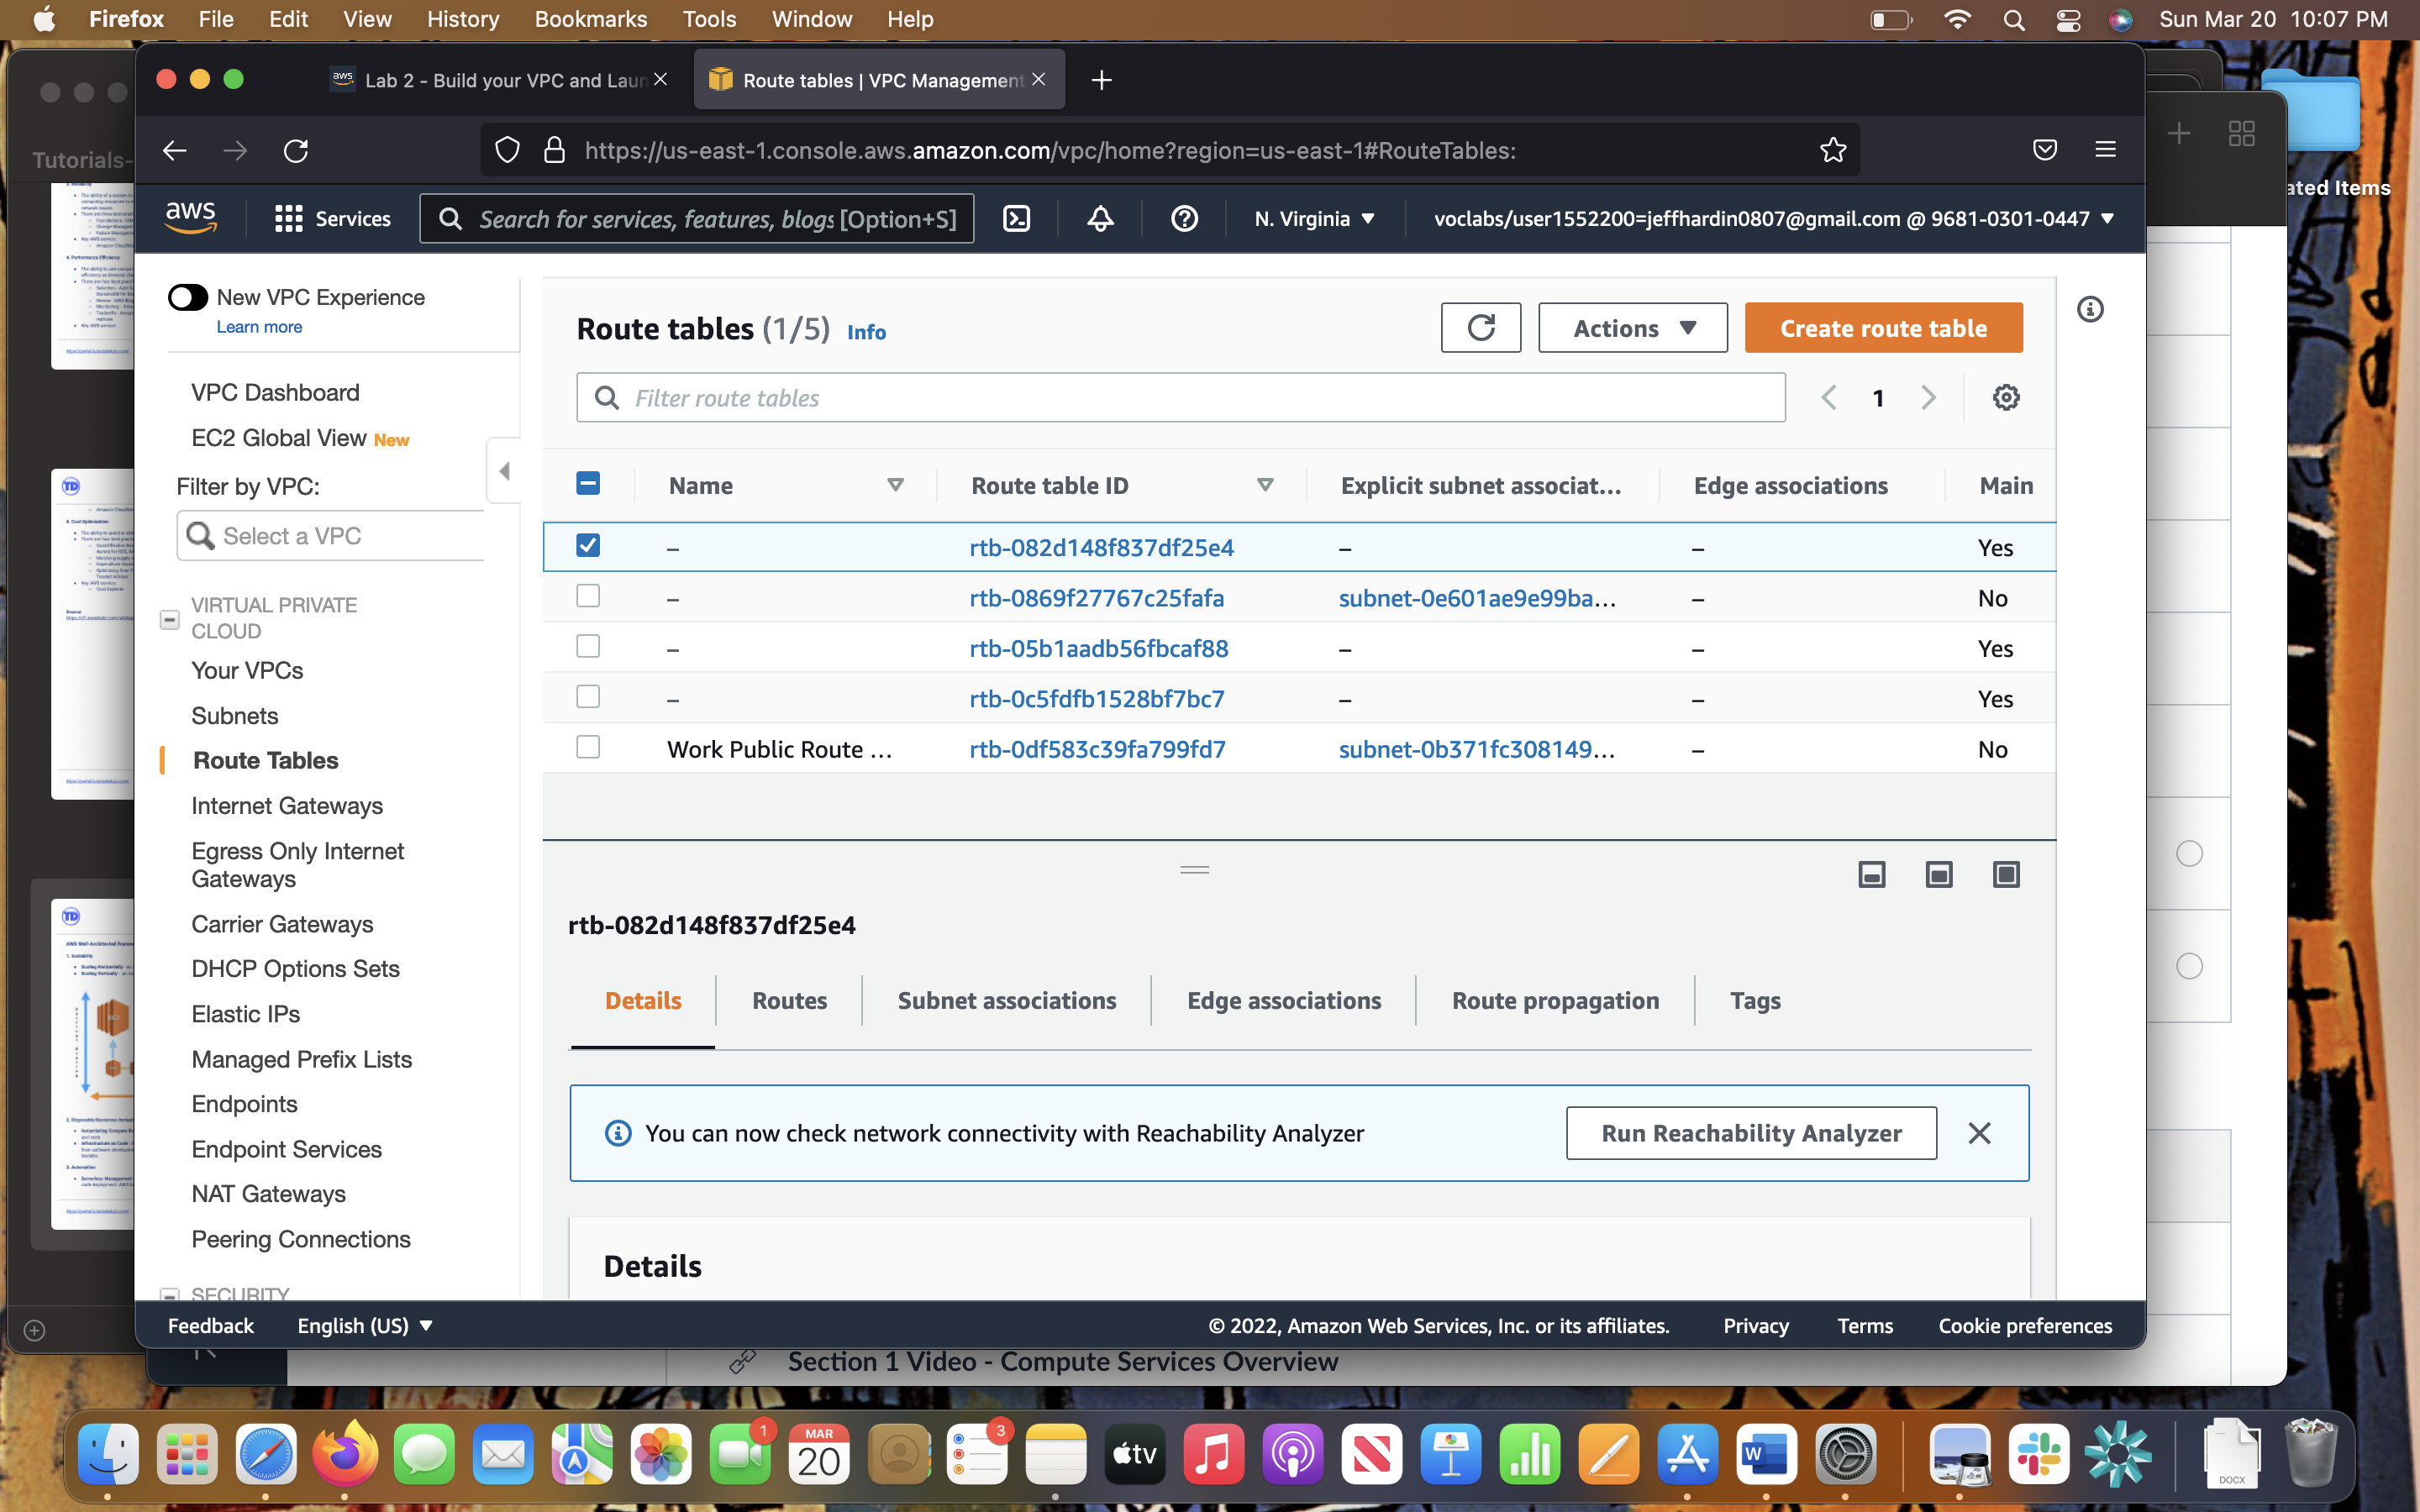 Firefox File Edit View History Bookmarks Tools Window Help
Sun Mar 20 10:07 PM
aws Lab 2 - Build your VPC and Laun
Route tables | VPC Management
Tutorials-
https://us-east-1.console.aws.amazon.com/vpc/home?region=us-east-1#RouteTables:
ated Items
aws Services Search for services, features, blogs [Option+S] N. Virginia voclabs/user1552200=jeffhardin0807@gmail.com @ 9681-0301-0447
New VPC Experience
Learn more
VPC Dashboard
EC2 Global View New
Filter by VPC:
Select a VPC
VIRTUAL PRIVATE
CLOUD
Your VPCs
Subnets
Route Tables
Internet Gateways
Egress Only Internet
Gateways
Carrier Gateways
DHCP Options Sets
Elastic IPs
Managed Prefix Lists
Endpoints
Endpoint Services
NAT Gateways
Peering Connections
SECURITY
Route tables (1/5) Info
Actions Create route table
Filter route tables
1
Name Route table ID Explicit subnet associat... Edge associations Main
– rtb-082d148f837df25e4 – – Yes
– rtb-0869f27767c25fafa subnet-0e601ae9e99ba... – No
– rtb-05b1aadb56fbcaf88 – – Yes
– rtb-0c5fdfb1528bf7bc7 – – Yes
Work Public Route ... rtb-0df583c39fa799fd7 subnet-0b371fc308149... – No
rtb-082d148f837df25e4
Details Routes Subnet associations Edge associations Route propagation Tags
You can now check network connectivity with Reachability Analyzer Run Reachability Analyzer
Details
Feedback English (US) © 2022, Amazon Web Services, Inc. or its affiliates. Privacy Terms Cookie preferences
Section 1 Video - Compute Services Overview
1
MAR
20
3
tv
W
DOCX